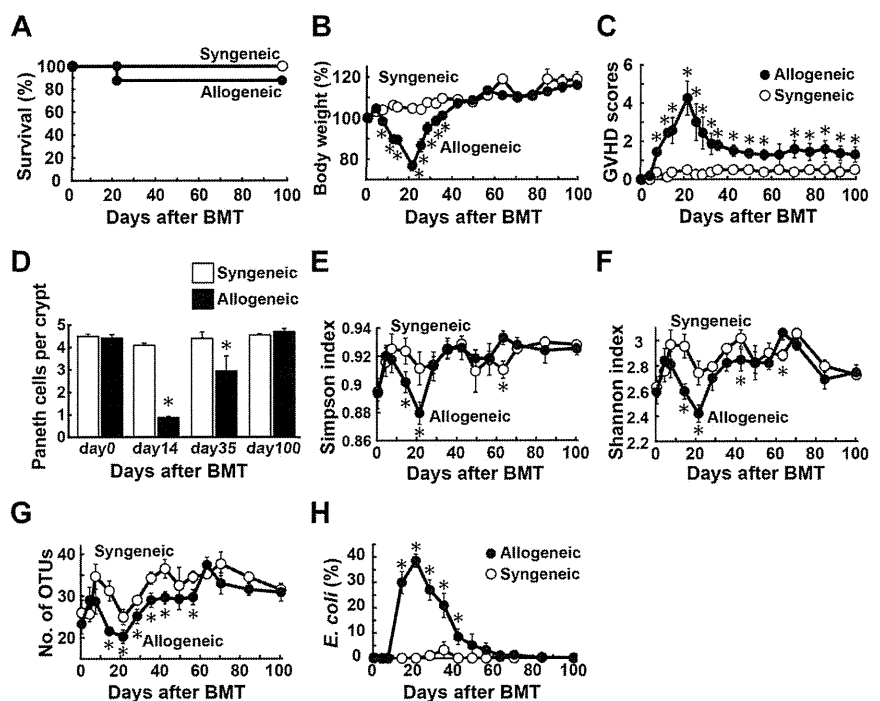 A
Survival (%)
100
80
60
40
20
0
Syngeneic
Allogeneic
0 20 40 60 80 100
Days after BMT
B
Body weight (%)
120
100
80
Syngeneic
* * * * * * * *
Allogeneic
0 20 40 60 80 100
Days after BMT
C
GVHD scores
6
4
2
0
Allogeneic
Syngeneic
* * * * * * * * * * * * * * * *
0 20 40 60 80 100
Days after BMT
D
Paneth cells per crypt
5
4
3
2
1
0
Syngeneic
Allogeneic
* *
day0 day14 day35 day100
Days after BMT
E
Simpson index
0.94
0.92
0.9
0.88
0.86
Syngeneic
Allogeneic
* * *
0 20 40 60 80 100
Days after BMT
F
Shannon index
3
2.8
2.6
2.4
2.2
Syngeneic
Allogeneic
* * * *
0 20 40 60 80 100
Days after BMT
G
No. of OTUs
40
30
20
Syngeneic
* * * * * * *
Allogeneic
0 20 40 60 80 100
Days after BMT
H
E. coli (%)
40
30
20
10
0
Allogeneic
Syngeneic
* * * * *
0 20 40 60 80 100
Days after BMT